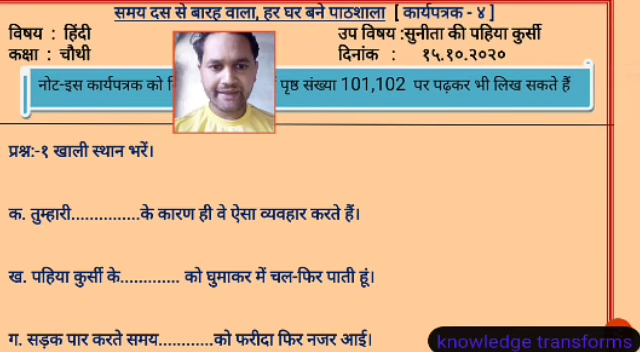 समय दस से बारह वाला, हर घर बने पाठशाला [ कार्यपत्रक - ४ ]
विषय : हिंदी उप विषय :सुनीता की पहिया कुर्सी
कक्षा : चौथी दिनांक : १५.१०.२०२०
नोट-इस कार्यपत्रक को पृष्ठ संख्या 101,102 पर पढ़कर भी लिख सकते हैं
प्रश्न:-१ खाली स्थान भरें।
क. तुम्हारी...............के कारण ही वे ऐसा व्यवहार करते हैं।
ख. पहिया कुर्सी के............. को घुमाकर में चल-फिर पाती हूं।
ग. सड़क पार करते समय............को फरीदा फिर नजर आई।
knowledge transforms